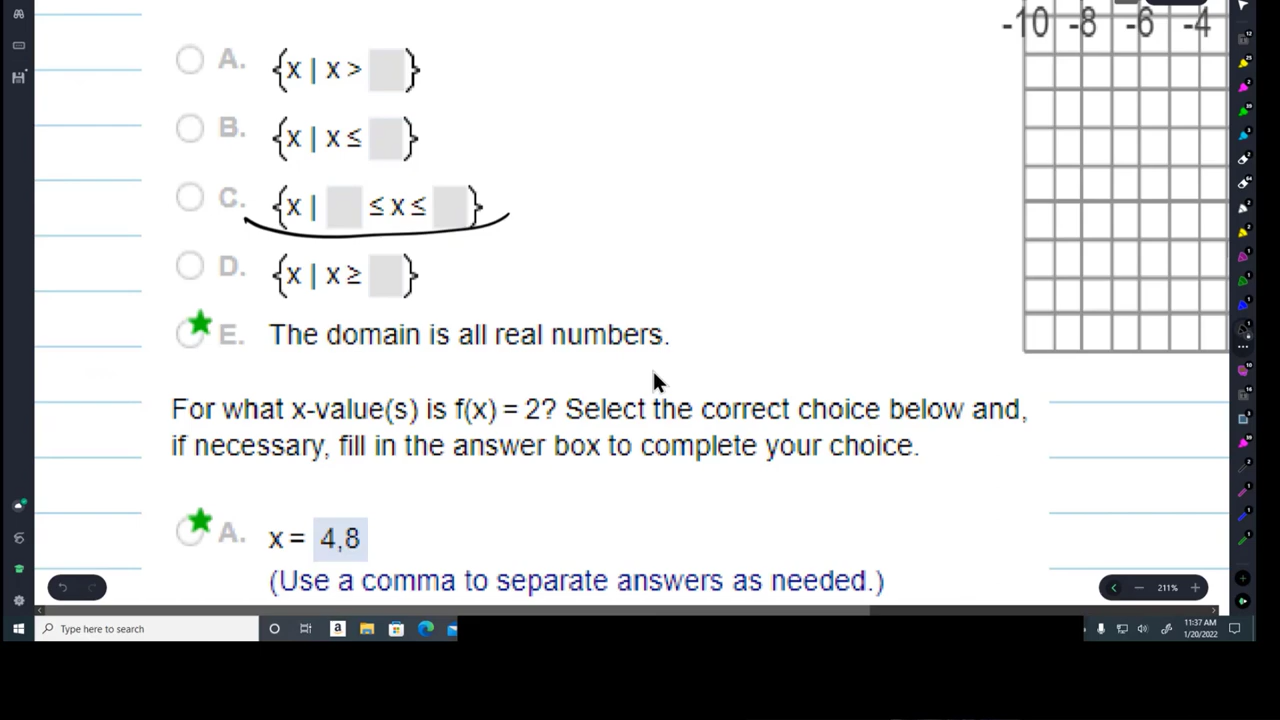 -10 -8 -6 -4
A. {x | x > }
B. {x | x ≤ }
C. {x | ≤ x ≤ }
D. {x | x ≥ }
E. The domain is all real numbers.
For what x-value(s) is f(x) = 2? Select the correct choice below and,
if necessary, fill in the answer box to complete your choice.
A. x = 4,8
(Use a comma to separate answers as needed.)
211%
Type here to search
a
11:37 AM
1/20/2022